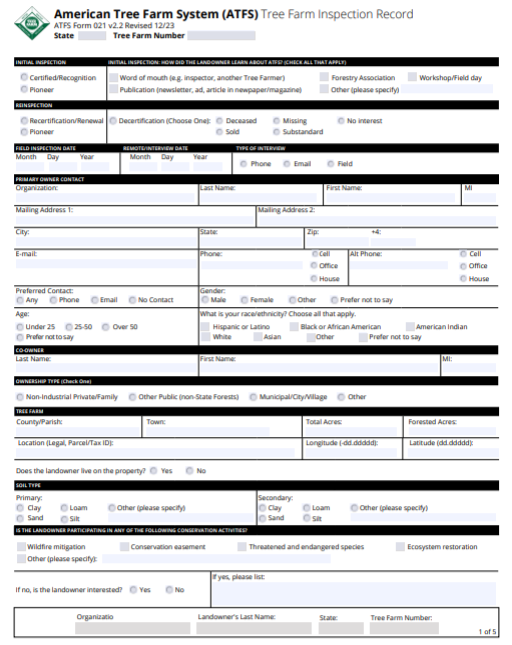 American Tree Farm System (ATFS) Tree Farm Inspection Record
ATFS Form 021 v2.2 Revised 12/23
State Tree Farm Number
INITIAL INSPECTION INITIAL INSPECTION: HOW DID THE LANDOWNER LEARN ABOUT ATFS? (CHECK ALL THAT APPLY)
Certified/Recognition Word of mouth (e.g. inspector, another Tree Farmer) Forestry Association Workshop/Field day
Pioneer Publication (newsletter, ad, article in newpaper/magazine) Other (please specify)
REINSPECTION
Recertification/Renewal Decertification (Choose One): Deceased Missing No interest
Pioneer Sold Substandard
FIELD INSPECTION DATE REMOTE/INTERVIEW DATE TYPE OF INTERVIEW
Month Day Year Month Day Year
Phone Email Field
PRIMARY OWNER CONTACT
Organization: Last Name: First Name: MI
Mailing Address 1: Mailing Address 2:
City: State: Zip: +4:
E-mail: Phone: Cell Alt Phone: Cell
Office Office
House House
Preferred Contact: Gender:
Any Phone Email No Contact Male Female Other Prefer not to say
Age: What is your race/ethnicity? Choose all that apply.
Under 25 25-50 Over 50 Hispanic or Latino Black or African American American Indian
Prefer not to say White Asian Other Prefer not to say
CO-OWNER
Last Name: First Name: MI:
OWNERSHIP TYPE (Check One)
Non-Industrial Private/Family Other Public (non-State Forests) Municipal/City/Village Other
TREE FARM
County/Parish: Town: Total Acres: Forested Acres:
Location (Legal, Parcel/Tax ID): Longitude (-dd.ddddd): Latitude (dd.ddddd):
Does the landowner live on the property? Yes No
SOIL TYPE
Primary: Secondary:
Clay Loam Other (please specify) Clay Loam Other (please specify)
Sand Silt Sand Silt
IS THE LANDOWNER PARTICIPATING IN ANY OF THE FOLLOWING CONSERVATION ACTIVITIES?
Wildfire mitigation Conservation easement Threatened and endangered species Ecosystem restoration
Other (please specify):
If yes, please list:
If no, is the landowner interested? Yes No
Organizatio Landowner's Last Name: State: Tree Farm Number:
1 of 5